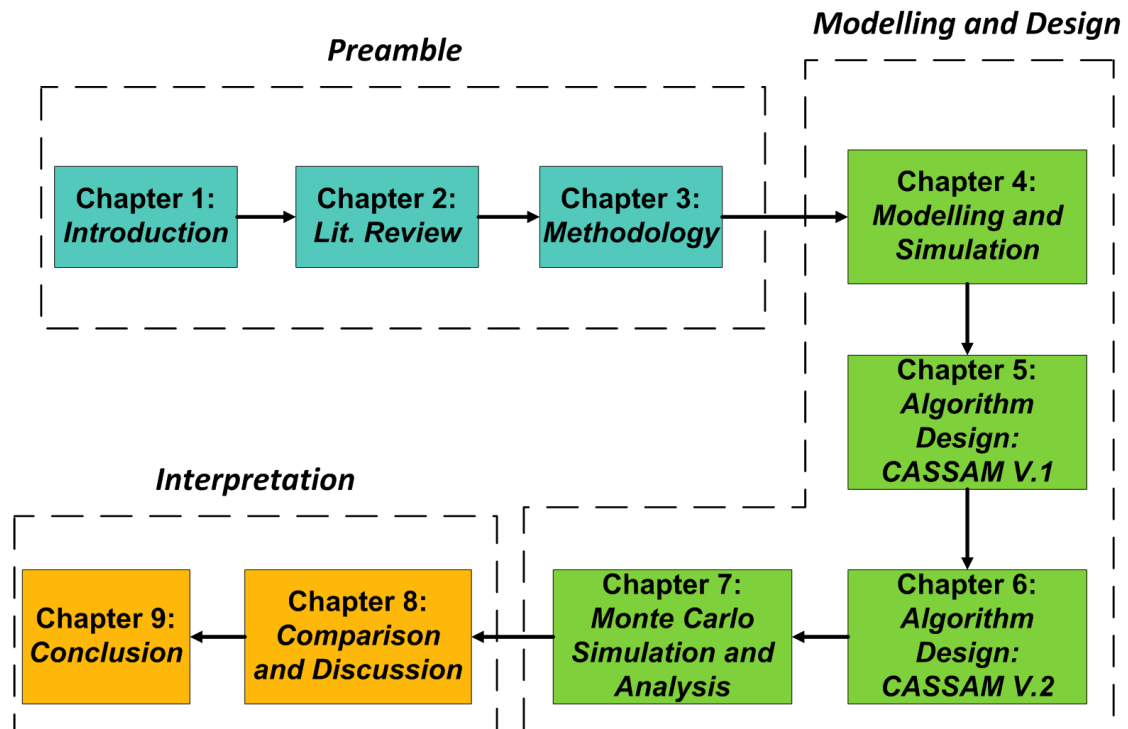 Preamble
Modelling and Design
Chapter 1:
Introduction
Chapter 2:
Lit. Review
Chapter 3:
Methodology
Chapter 4:
Modelling and
Simulation
Chapter 5:
Algorithm
Design:
CASSAM V.1
Chapter 6:
Algorithm
Design:
CASSAM V.2
Chapter 7:
Monte Carlo
Simulation and
Analysis
Interpretation
Chapter 8:
Comparison
and Discussion
Chapter 9:
Conclusion